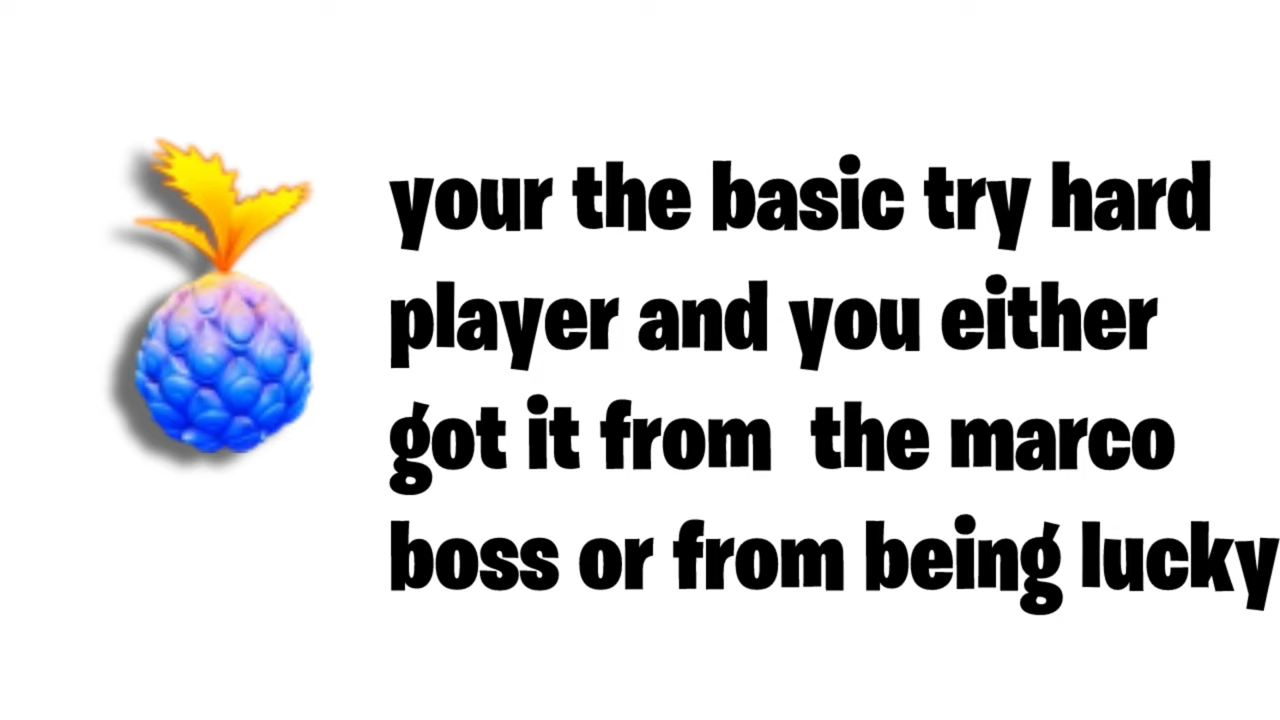 your the basic try hard
player and you either
got it from  the marco
boss or from being lucky